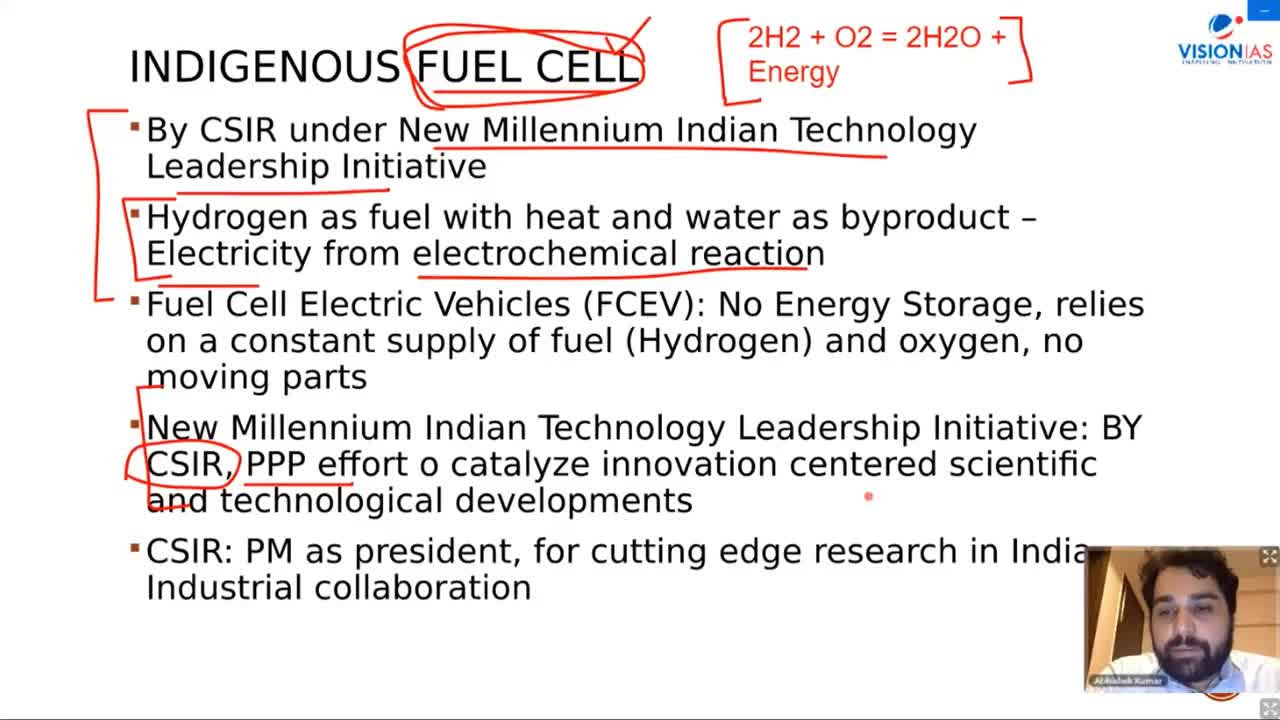 INDIGENOUS FUEL CELL
2H2 + O2 = 2H2O +
Energy
VISIONIAS
By CSIR under New Millennium Indian Technology
Leadership Initiative
Hydrogen as fuel with heat and water as byproduct –
Electricity from electrochemical reaction
Fuel Cell Electric Vehicles (FCEV): No Energy Storage, relies
on a constant supply of fuel (Hydrogen) and oxygen, no
moving parts
New Millennium Indian Technology Leadership Initiative: BY
CSIR, PPP effort o catalyze innovation centered scientific
and technological developments
CSIR: PM as president, for cutting edge research in India
Industrial collaboration
Abhishek Kumar